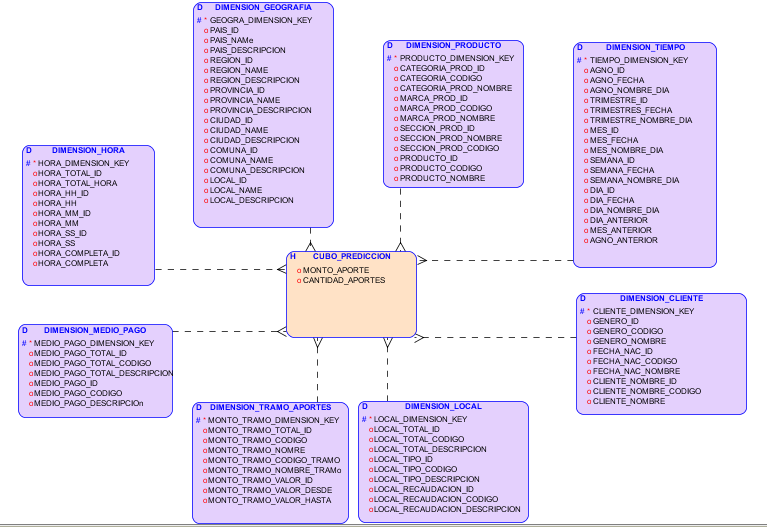 D DIMENSION_GEOGRAFIA
# * GEOGRA_DIMENSION_KEY
o PAIS_ID
o PAIS_NAMe
o PAIS_DESCRIPCION
o REGION_ID
o REGION_NAME
o REGION_DESCRIPCION
o PROVINCIA_ID
o PROVINCIA_NAME
o PROVINCIA_DESCRIPCION
o CIUDAD_ID
o CIUDAD_NAME
o CIUDAD_DESCRIPCION
o COMUNA_ID
o COMUNA_NAME
o COMUNA_DESCRIPCION
o LOCAL_ID
o LOCAL_NAME
o LOCAL_DESCRIPCION
D DIMENSION_PRODUCTO
# * PRODUCTO_DIMENSION_KEY
o CATEGORIA_PROD_ID
o CATEGORIA_CODIGO
o CATEGORIA_PROD_NOMBRE
o MARCA_PROD_ID
o MARCA_PROD_CODIGO
o MARCA_PROD_NOMBRE
o SECCION_PROD_ID
o SECCION_PROD_NOMBRE
o SECCION_PROD_CODIGO
o PRODUCTO_ID
o PRODUCTO_CODIGO
o PRODUCTO_NOMBRE
D DIMENSION_TIEMPO
# * TIEMPO_DIMENSION_KEY
o AGNO_ID
o AGNO_FECHA
o AGNO_NOMBRE_DIA
o TRIMESTRE_ID
o TRIMESTRES_FECHA
o TRIMESTRE_NOMBRE_DIA
o MES_ID
o MES_FECHA
o MES_NOMBRE_DIA
o SEMANA_ID
o SEMANA_FECHA
o SEMANA_NOMBRE_DIA
o DIA_ID
o DIA_FECHA
o DIA_NOMBRE_DIA
o DIA_ANTERIOR
o MES_ANTERIOR
o AGNO_ANTERIOR
D DIMENSION_HORA
# * HORA_DIMENSION_KEY
o HORA_TOTAL_ID
o HORA_TOTAL_HORA
o HORA_HH_ID
o HORA_HH
o HORA_MM_ID
o HORA_MM
o HORA_SS_ID
o HORA_SS
o HORA_COMPLETA_ID
o HORA_COMPLETA
H CUBO_PREDICCION
o MONTO_APORTE
o CANTIDAD_APORTES
D DIMENSION_CLIENTE
# * CLIENTE_DIMENSION_KEY
o GENERO_ID
o GENERO_CODIGO
o GENERO_NOMBRE
o FECHA_NAC_ID
o FECHA_NAC_CODIGO
o FECHA_NAC_NOMBRE
o CLIENTE_NOMBRE_ID
o CLIENTE_NOMBRE_CODIGO
o CLIENTE_NOMBRE
D DIMENSION_MEDIO_PAGO
# * MEDIO_PAGO_DIMENSION_KEY
o MEDIO_PAGO_TOTAL_ID
o MEDIO_PAGO_TOTAL_CODIGO
o MEDIO_PAGO_TOTAL_DESCRIPCION
o MEDIO_PAGO_ID
o MEDIO_PAGO_CODIGO
o MEDIO_PAGO_DESCRIPCIOn
D DIMENSION_TRAMO_APORTES
# * MONTO_TRAMO_DIMENSION_KEY
o MONTO_TRAMO_TOTAL_ID
o MONTO_TRAMO_CODIGO
o MONTO_TRAMO_NOMRE
o MONTO_TRAMO_CODIGO_TRAMO
o MONTO_TRAMO_NOMBRE_TRAMo
o MONTO_TRAMO_VALOR_ID
o MONTO_TRAMO_VALOR_DESDE
o MONTO_TRAMO_VALOR_HASTA
D DIMENSION_LOCAL
# * LOCAL_DIMENSION_KEY
o LOCAL_TOTAL_ID
o LOCAL_TOTAL_CODIGO
o LOCAL_TOTAL_DESCRIPCION
o LOCAL_TIPO_ID
o LOCAL_TIPO_CODIGO
o LOCAL_TIPO_DESCRIPCION
o LOCAL_RECAUDACION_ID
o LOCAL_RECAUDACION_CODIGO
o LOCAL_RECAUDACION_DESCRIPCION